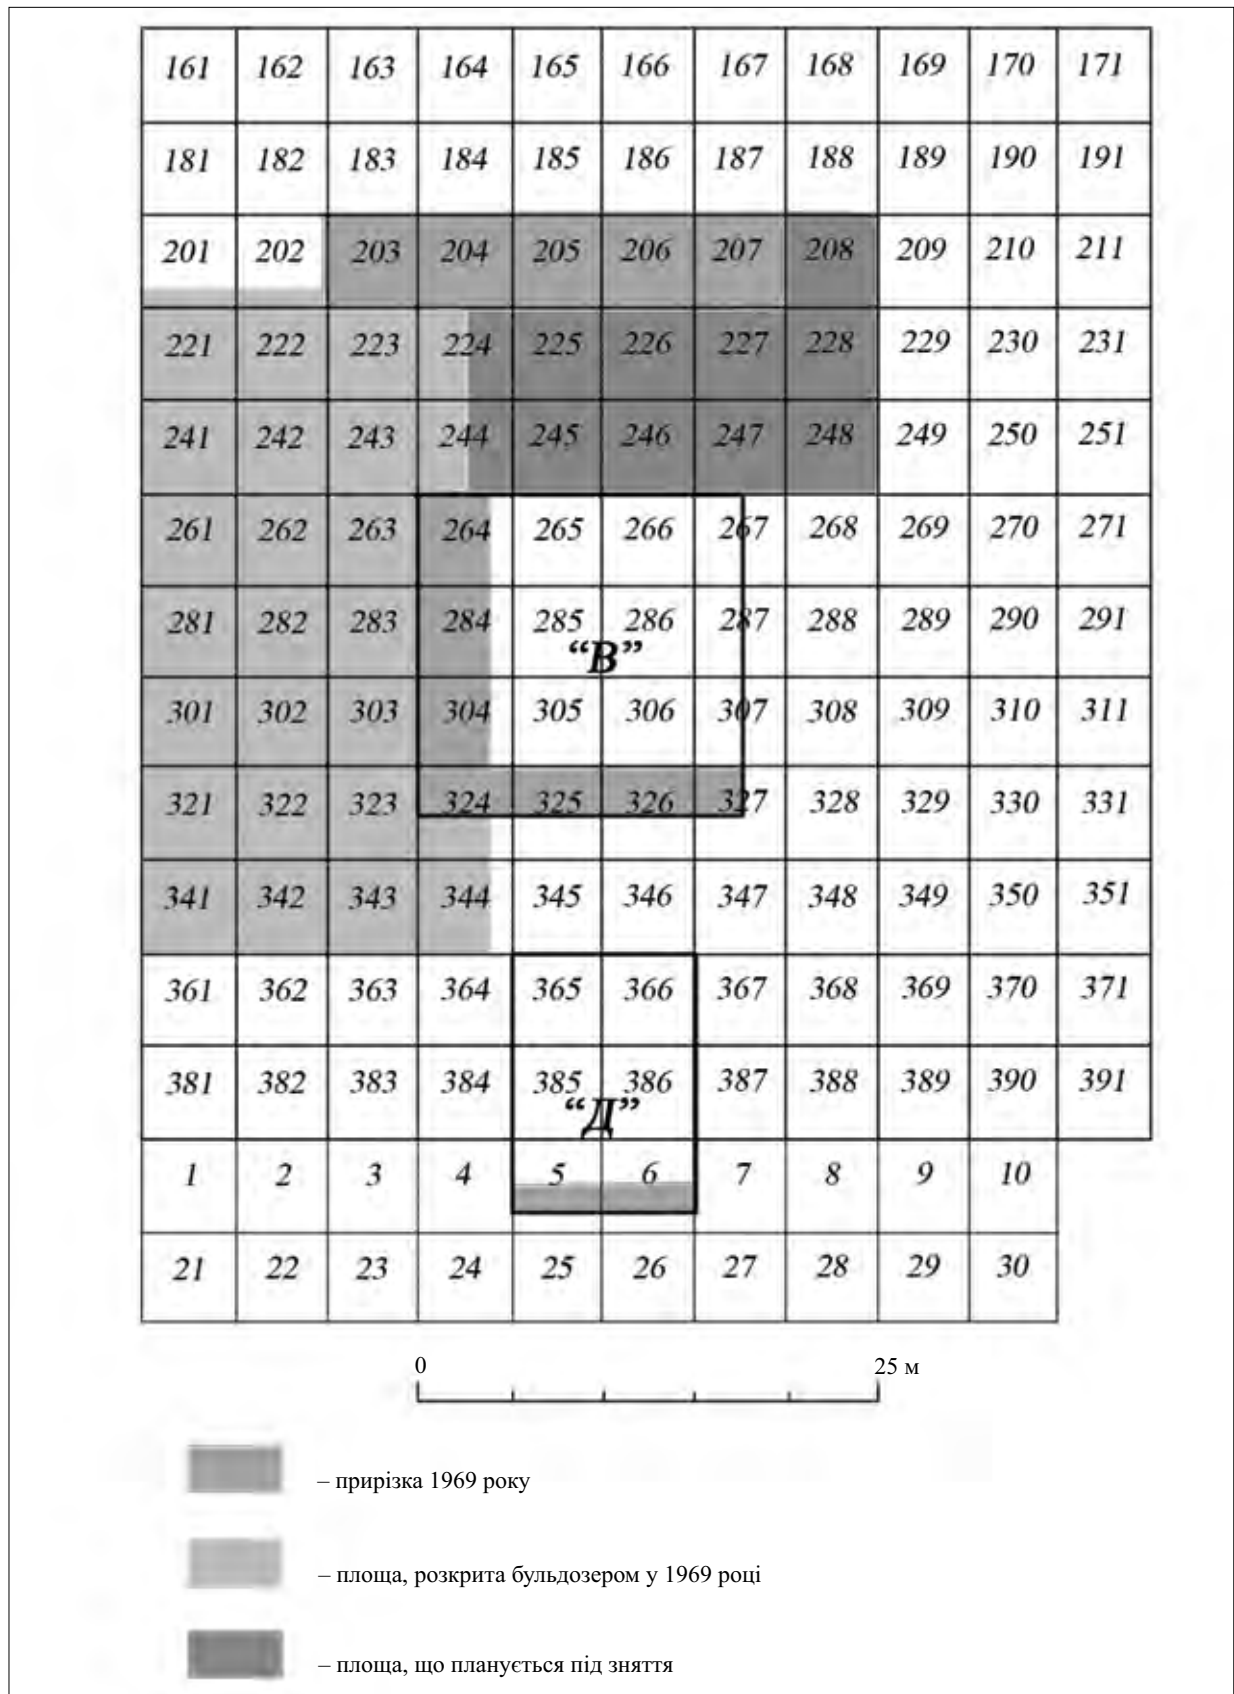 161 162 163 164 165 166 167 168 169 170 171
181 182 183 184 185 186 187 188 189 190 191
201 202 203 204 205 206 207 208 209 210 211
221 222 223 224 225 226 227 228 229 230 231
241 242 243 244 245 246 247 248 249 250 251
261 262 263 264 265 266 267 268 269 270 271
281 282 283 284 285 286 287 288 289 290 291
“В”
301 302 303 304 305 306 307 308 309 310 311
321 322 323 324 325 326 327 328 329 330 331
341 342 343 344 345 346 347 348 349 350 351
361 362 363 364 365 366 367 368 369 370 371
381 382 383 384 385 386 387 388 389 390 391
“Д”
1 2 3 4 5 6 7 8 9 10
21 22 23 24 25 26 27 28 29 30
0 25 м
– прирізка 1969 року
– площа, розкрита бульдозером у 1969 році
– площа, що планується під зняття